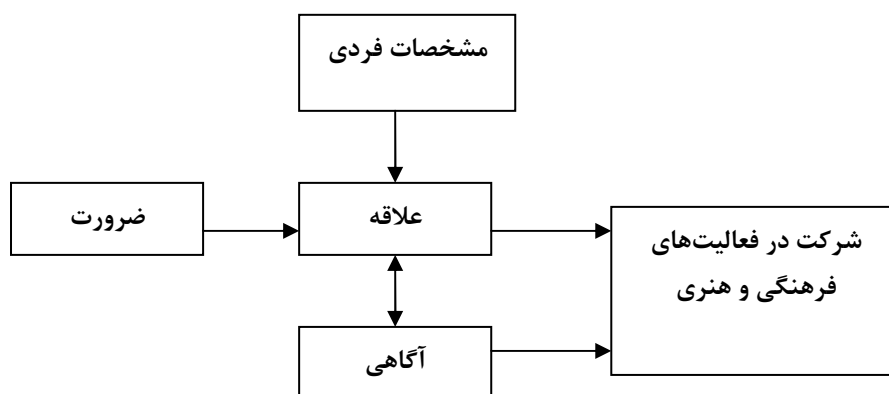 مشخصات فردی
ضرورت
علاقه
شرکت در فعالیت‌های
فرهنگی و هنری
آگاهی